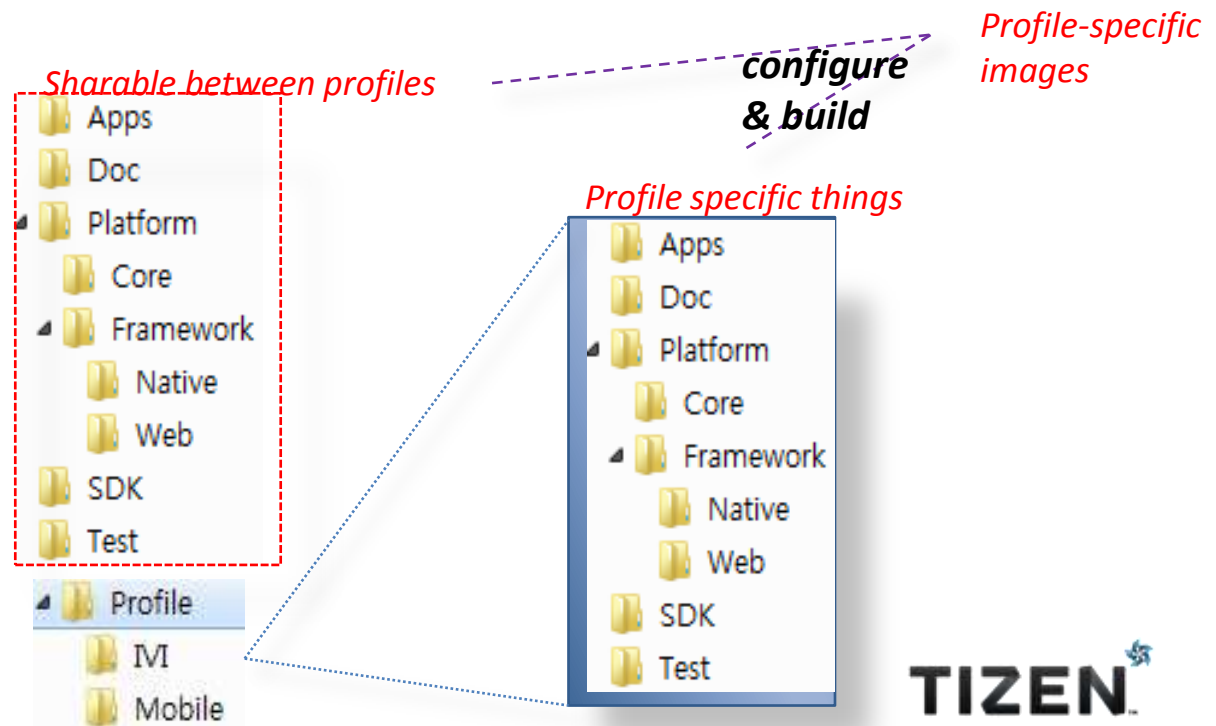 Profile-specific
images
configure
& build
Sharable between profiles
Apps
Doc
Platform
Core
Framework
Native
Web
SDK
Test
Profile
IVI
Mobile
Profile specific things
Apps
Doc
Platform
Core
Framework
Native
Web
SDK
Test
TIZEN™